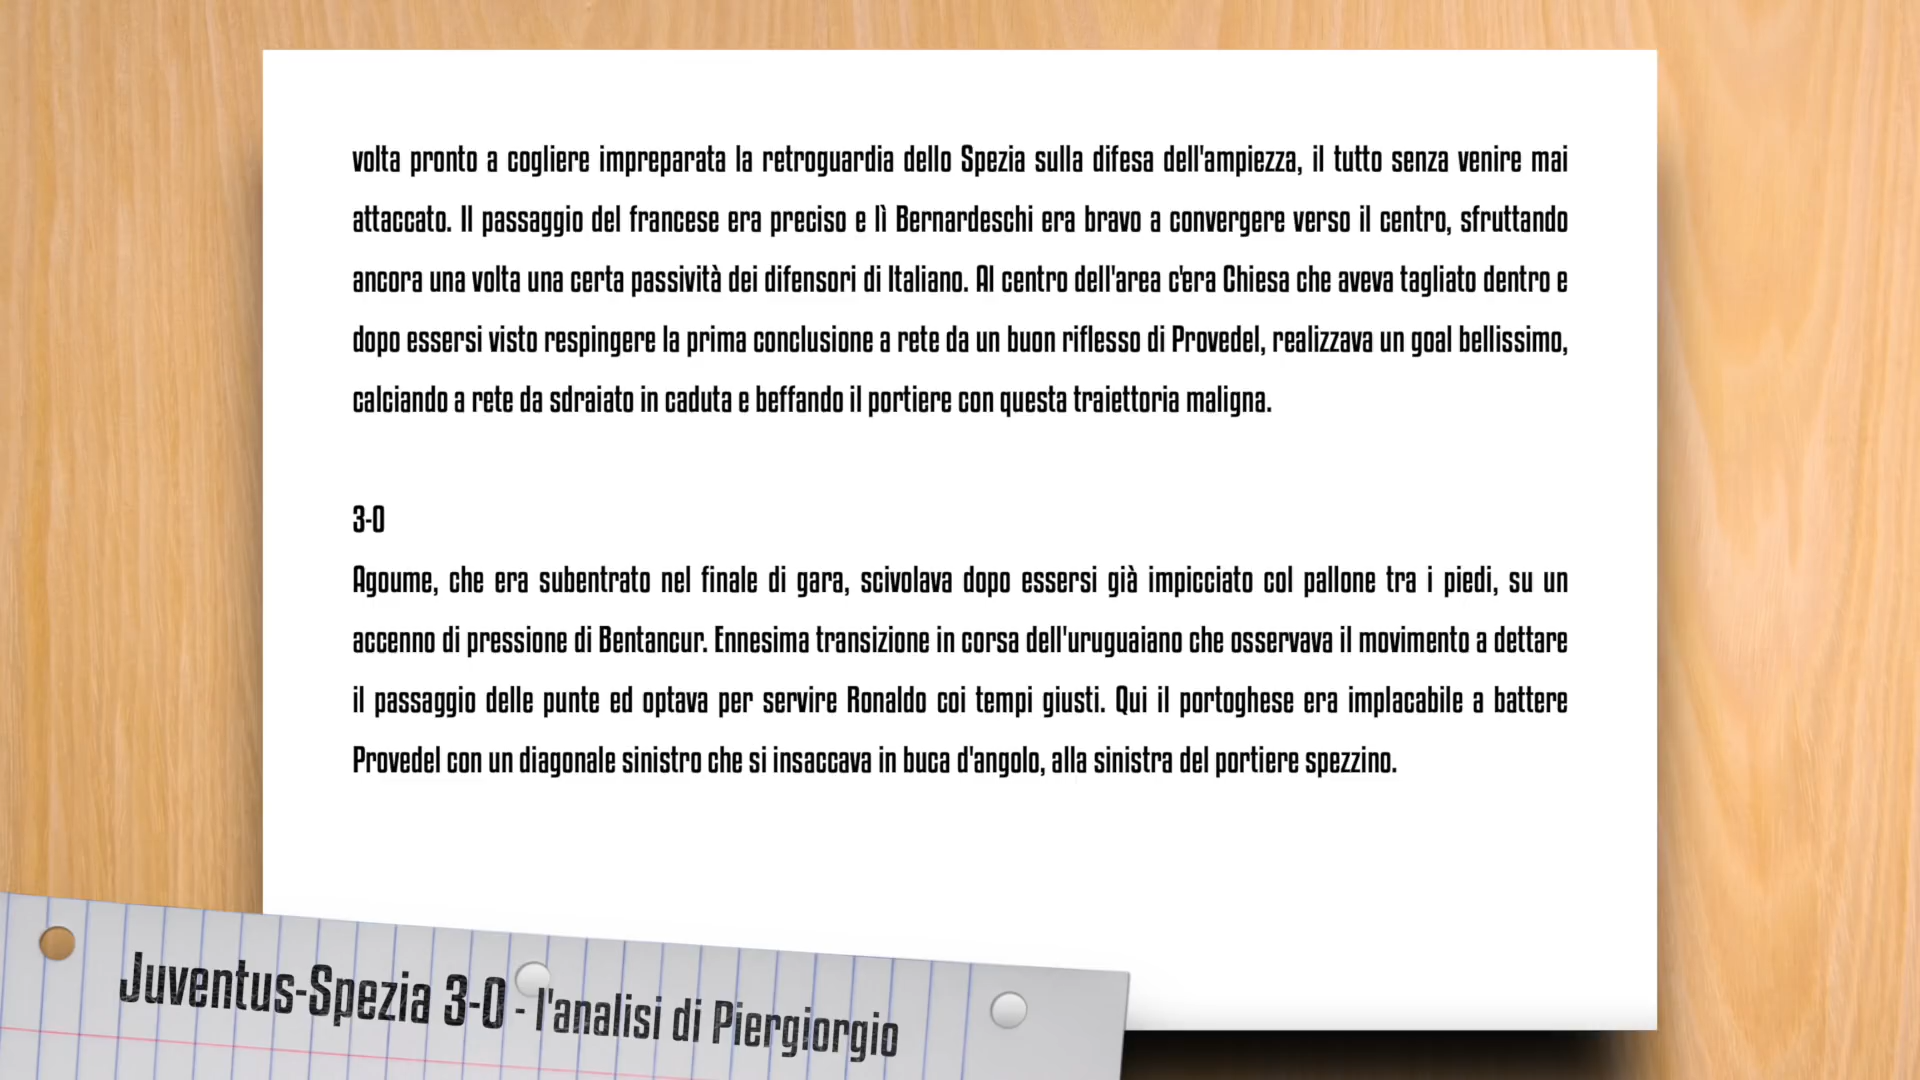 volta pronto a cogliere impreparata la retroguardia dello Spezia sulla difesa dell'ampiezza, il tutto senza venire mai
attaccato. Il passaggio del francese era preciso e lì Bernardeschi era bravo a convergere verso il centro, sfruttando
ancora una volta una certa passività dei difensori di Italiano. Al centro dell'area c'era Chiesa che aveva tagliato dentro e
dopo essersi visto respingere la prima conclusione a rete da un buon riflesso di Provedel, realizzava un goal bellissimo,
calciando a rete da sdraiato in caduta e beffando il portiere con questa traiettoria maligna.
3-0
Agoume, che era subentrato nel finale di gara, scivolava dopo essersi già impicciato col pallone tra i piedi, su un
accenno di pressione di Bentancur. Ennesima transizione in corsa dell'uruguaiano che osservava il movimento a dettare
il passaggio delle punte ed optava per servire Ronaldo coi tempi giusti. Qui il portoghese era implacabile a battere
Provedel con un diagonale sinistro che si insaccava in buca d'angolo, alla sinistra del portiere spezzino.
Juventus-Spezia 3-0 - l'analisi di Piergiorgio